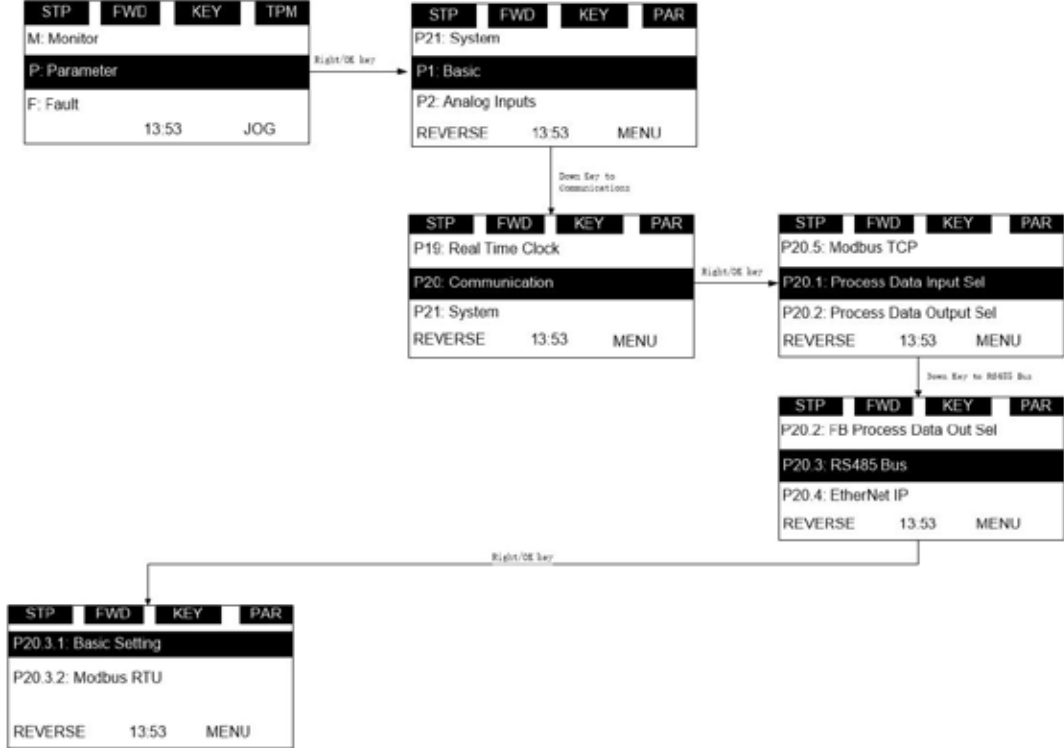 STP FWD KEY TPM
M: Monitor
P: Parameter
F: Fault
13:53 JOG
Right/OK key
STP FWD KEY PAR
P21: System
P1: Basic
P2: Analog Inputs
REVERSE 13:53 MENU
Down Key to
Communications
STP FWD KEY PAR
P19: Real Time Clock
P20: Communication
P21: System
REVERSE 13:53 MENU
Right/OK key
STP FWD KEY PAR
P20.5: Modbus TCP
P20.1: Process Data Input Sel
P20.2: Process Data Output Sel
REVERSE 13:53 MENU
Down Key to RS485 Bus
STP FWD KEY PAR
P20.2: FB Process Data Out Sel
P20.3: RS485 Bus
P20.4: EtherNet IP
REVERSE 13:53 MENU
Right/OK key
STP FWD KEY PAR
P20.3.1: Basic Setting
P20.3.2: Modbus RTU
REVERSE 13:53 MENU